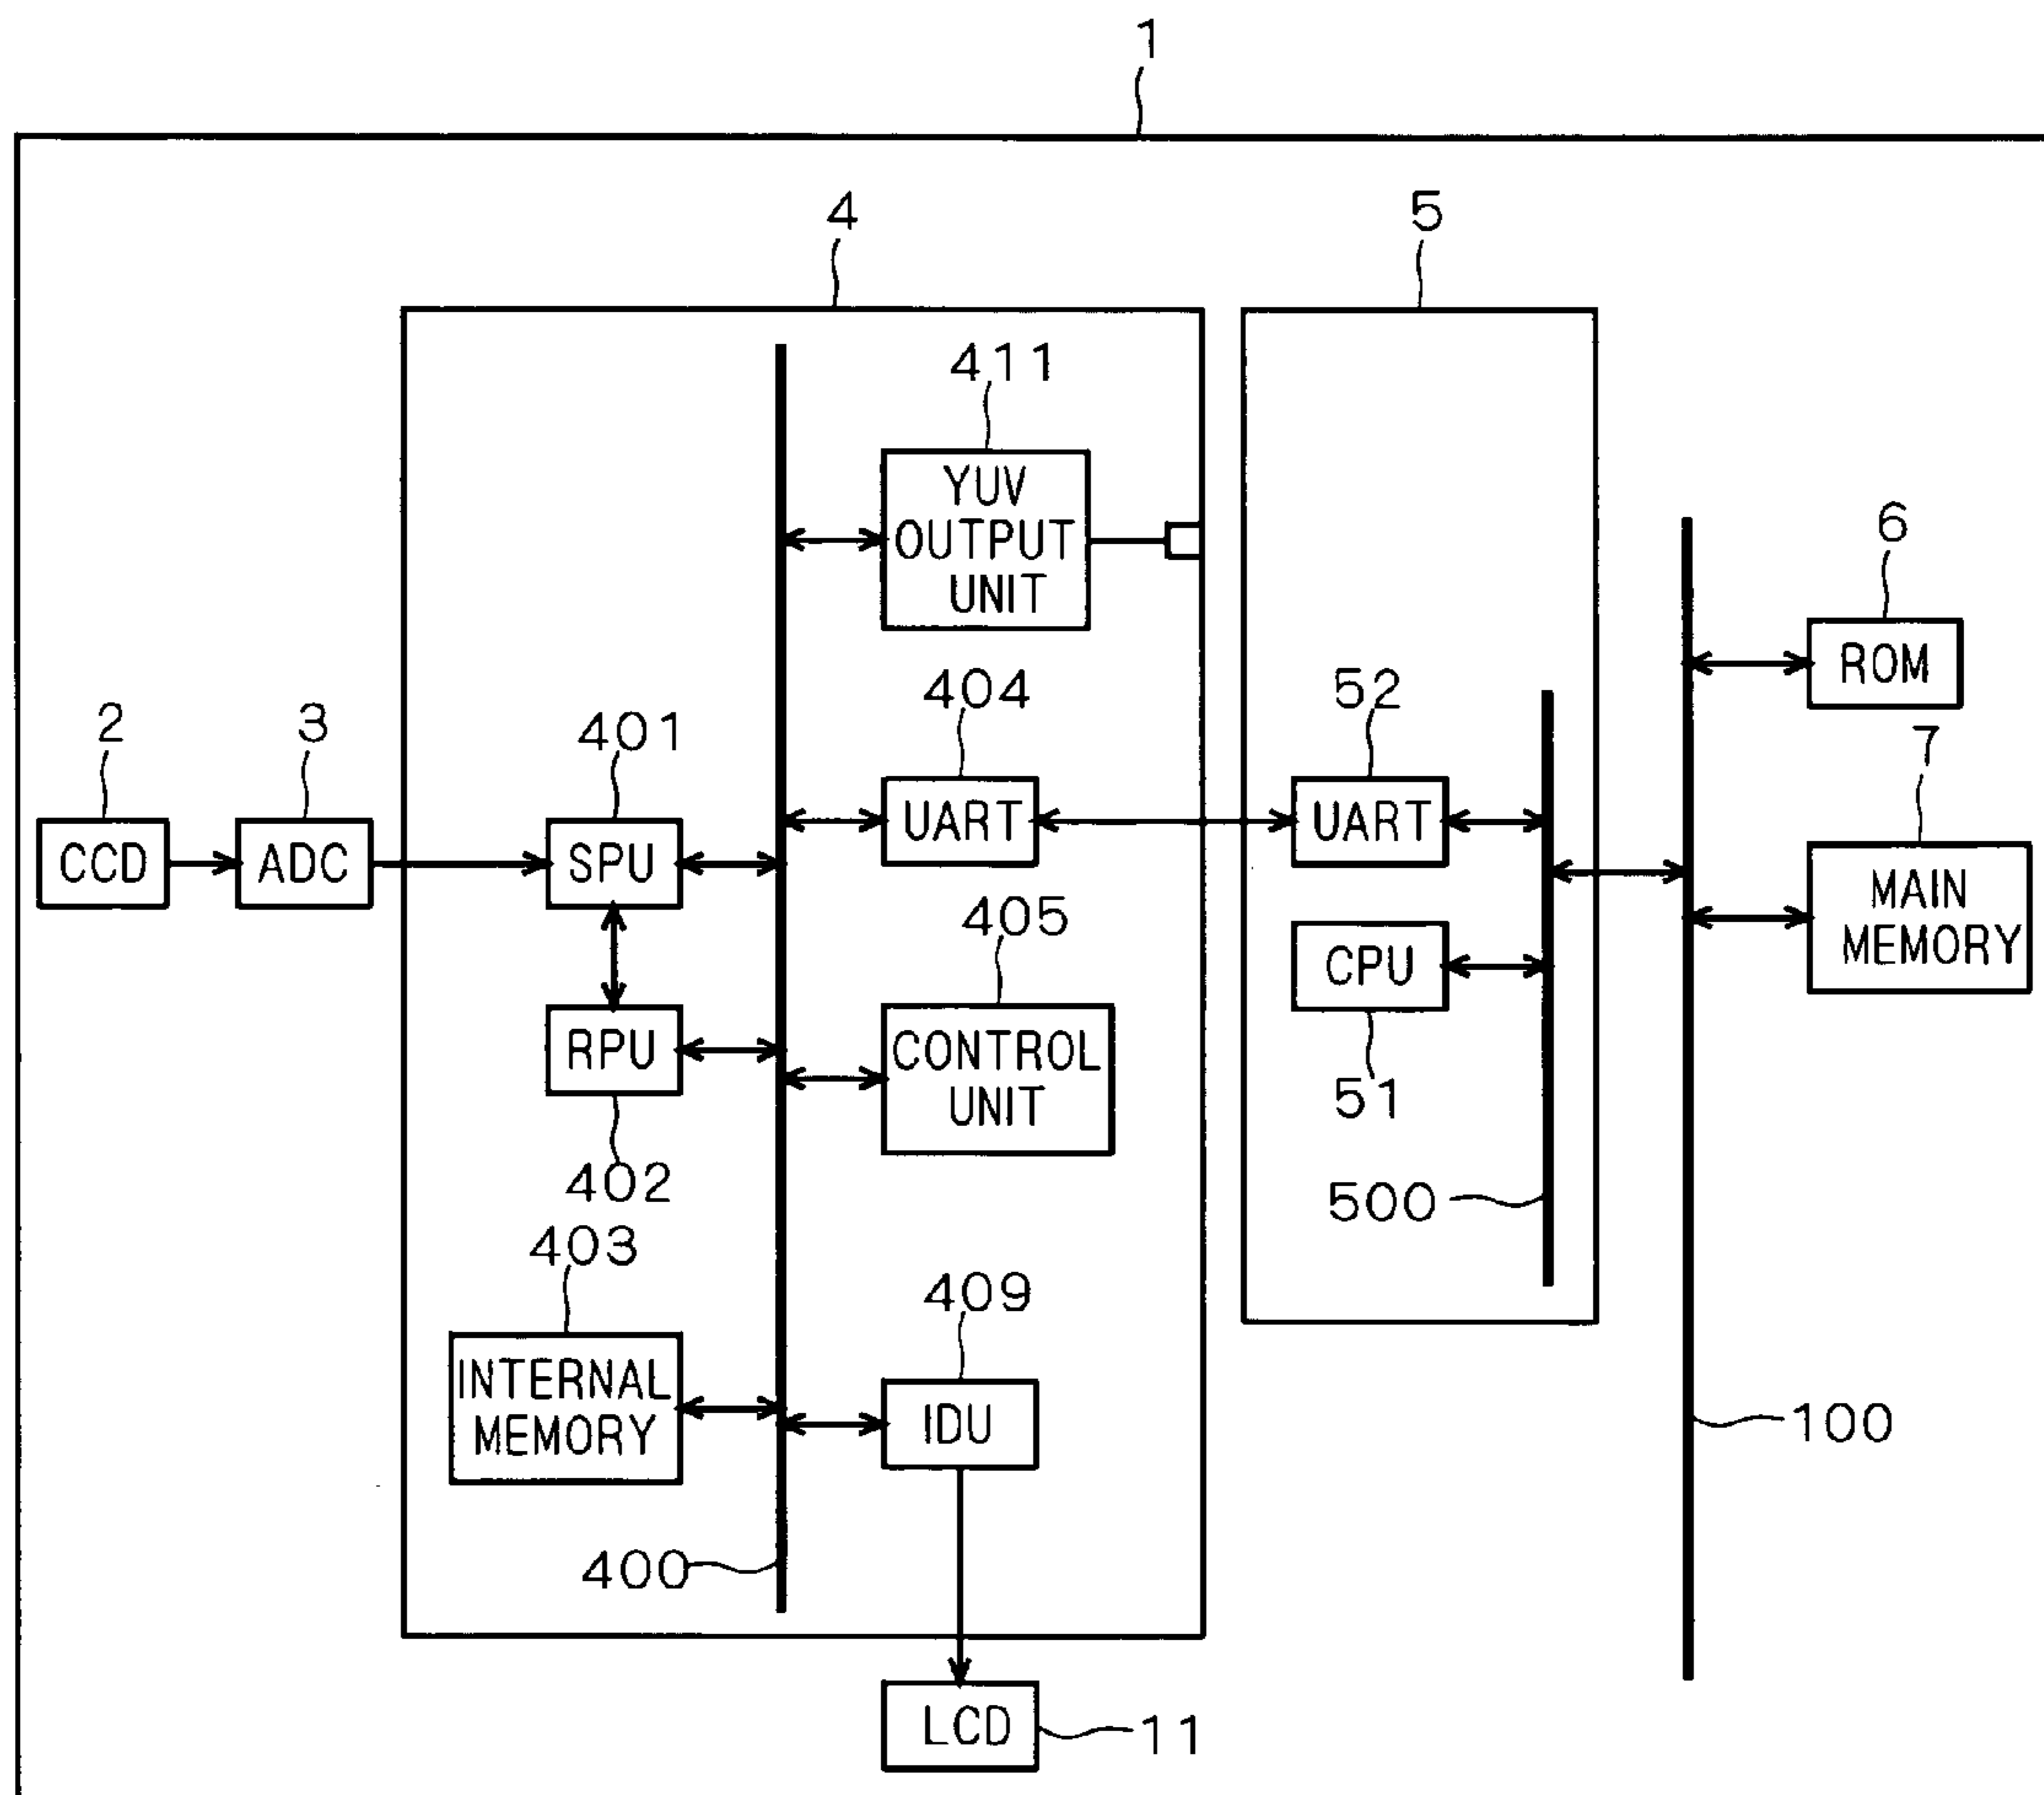 1
4
5
411
YUV
OUTPUT
UNIT
6
ROM
404
52
7
2
3
401
UART
UART
CCD
ADC
SPU
MAIN
MEMORY
405
CPU
RPU
CONTROL
UNIT
51
402
500
403
409
INTERNAL
MEMORY
IDU
100
400
LCD
11